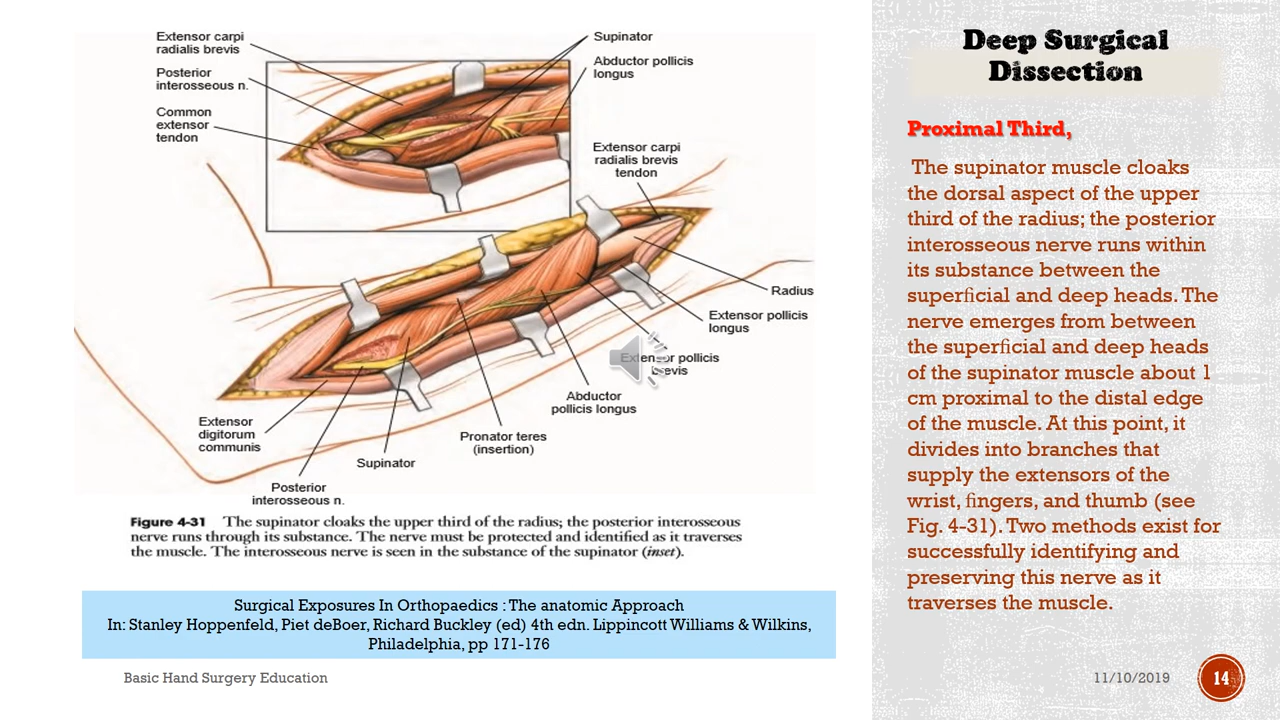 Extensor carpi
radialis brevis
Posterior
interosseous n.
Common
extensor
tendon
Supinator
Abductor pollicis
longus
Extensor carpi
radialis brevis
tendon
Radius
Extensor pollicis
longus
Extensor pollicis
brevis
Abductor
pollicis longus
Pronator teres
(insertion)
Supinator
Extensor
digitorum
communis
Posterior
interosseous n.
Figure 4-31 The supinator cloaks the upper third of the radius; the posterior interosseous
nerve runs through its substance. The nerve must be protected and identified as it traverses
the muscle. The interosseous nerve is seen in the substance of the supinator (inset).
Surgical Exposures In Orthopaedics : The anatomic Approach
In: Stanley Hoppenfeld, Piet deBoer, Richard Buckley (ed) 4th edn. Lippincott Williams & Wilkins,
Philadelphia, pp 171-176
Basic Hand Surgery Education
Deep Surgical
Dissection
Proximal Third,
The supinator muscle cloaks
the dorsal aspect of the upper
third of the radius; the posterior
interosseous nerve runs within
its substance between the
superficial and deep heads. The
nerve emerges from between
the superficial and deep heads
of the supinator muscle about 1
cm proximal to the distal edge
of the muscle. At this point, it
divides into branches that
supply the extensors of the
wrist, fingers, and thumb (see
Fig. 4-31). Two methods exist for
successfully identifying and
preserving this nerve as it
traverses the muscle.
11/10/2019
14